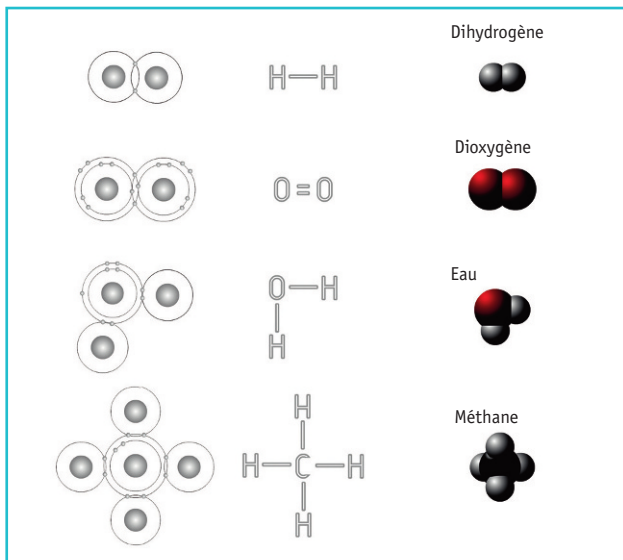 Dihydrogène
H—H
Dioxygène
O=O
Eau
O—H
H
Méthane
H
H—C—H
H